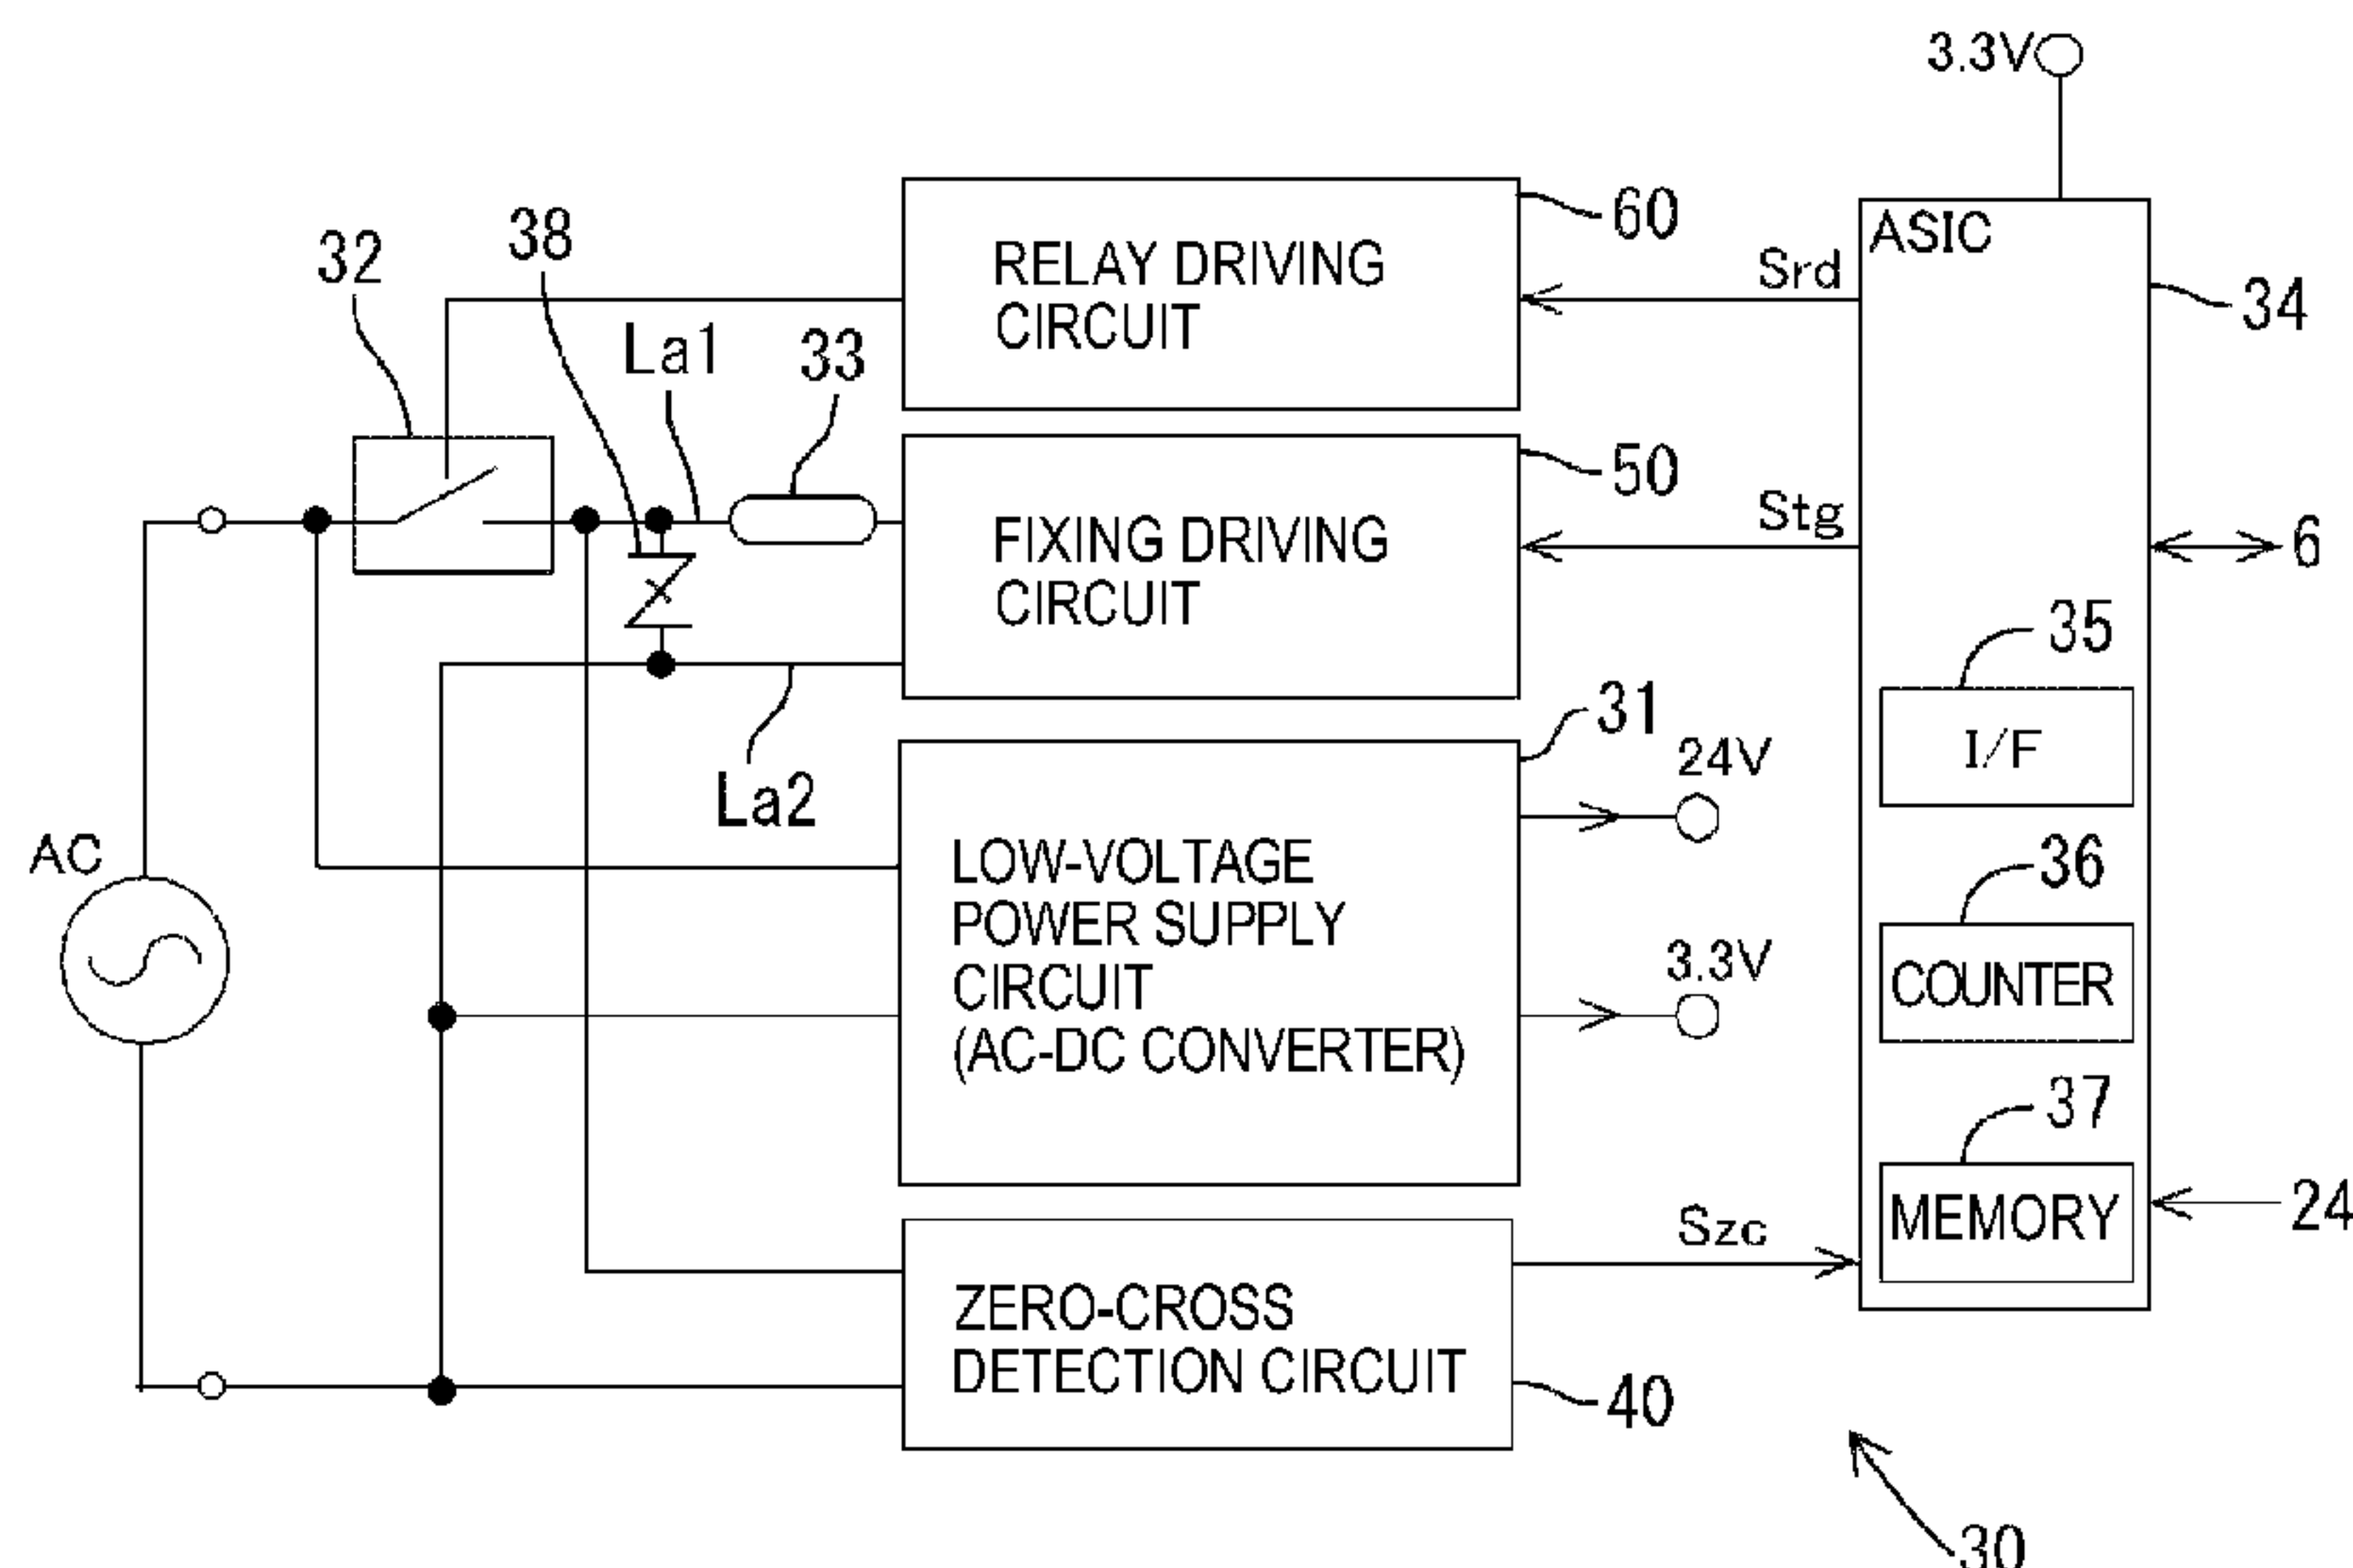 3.3V
60
ASIC
38
32
RELAY DRIVING
CIRCUIT
Srd
34
La1
33
50
Stg
FIXING DRIVING
CIRCUIT
6
35
31
I/F
24V
La2
AC
LOW-VOLTAGE
POWER SUPPLY
CIRCUIT
(AC-DC CONVERTER)
36
3.3V
COUNTER
37
MEMORY
24
Szc
ZERO-CROSS
DETECTION CIRCUIT
40
30